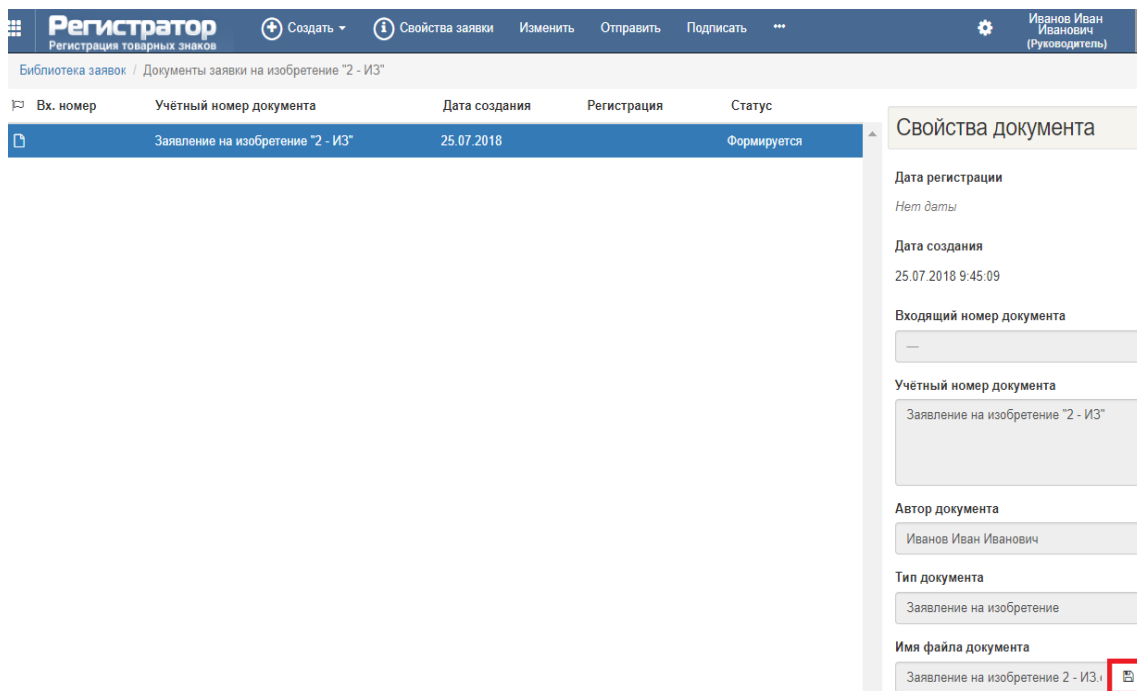 Регистратор
Регистрация товарных знаков
Создать
Свойства заявки
Изменить
Отправить
Подписать
•••
Иванов Иван
Иванович
(Руководитель)
Библиотека заявок / Документы заявки на изобретение "2 - ИЗ"
Вх. номер Учётный номер документа Дата создания Регистрация Статус
Заявление на изобретение "2 - ИЗ" 25.07.2018 Формируется
Свойства документа
Дата регистрации
Нет даты
Дата создания
25.07.2018 9:45:09
Входящий номер документа
—
Учётный номер документа
Заявление на изобретение "2 - ИЗ"
Автор документа
Иванов Иван Иванович
Тип документа
Заявление на изобретение
Имя файла документа
Заявление на изобретение 2 - ИЗ.